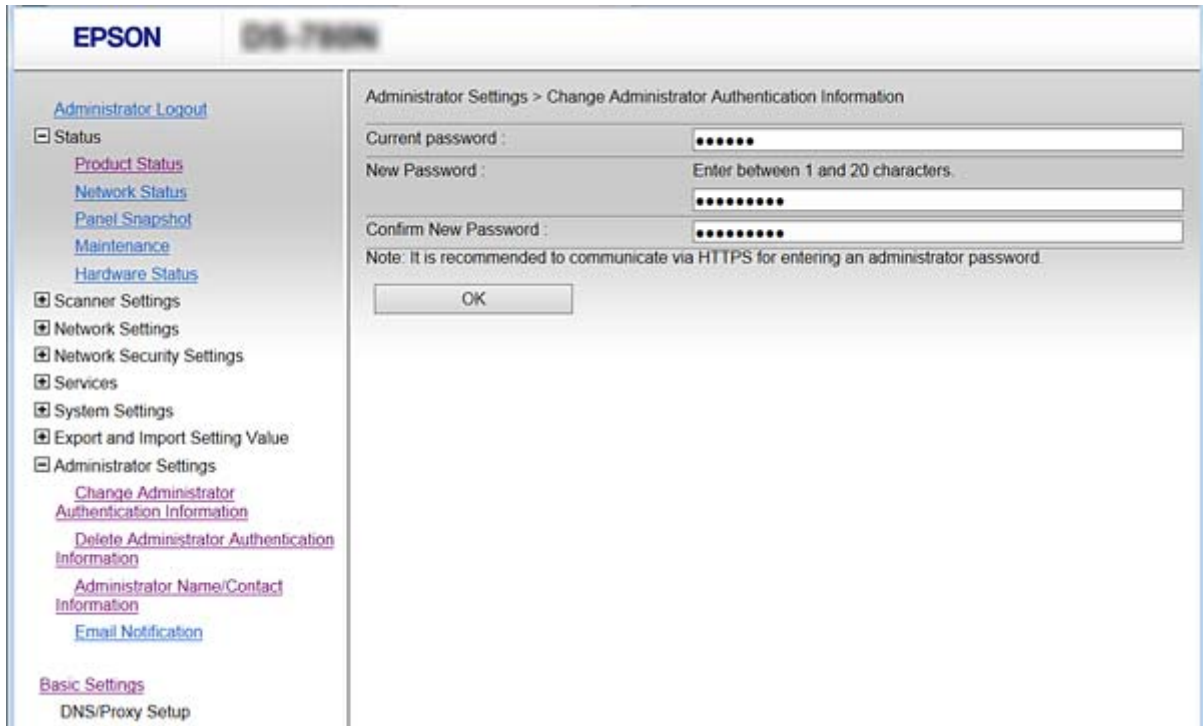 EPSON
Administrator Logout
Status
Product Status
Network Status
Panel Snapshot
Maintenance
Hardware Status
Scanner Settings
Network Settings
Network Security Settings
Services
System Settings
Export and Import Setting Value
Administrator Settings
Change Administrator
Authentication Information
Delete Administrator Authentication
Information
Administrator Name/Contact
Information
Email Notification
Basic Settings
DNS/Proxy Setup
Administrator Settings > Change Administrator Authentication Information
Current password : ••••••
New Password : Enter between 1 and 20 characters.
•••••••••
Confirm New Password : •••••••••
Note: It is recommended to communicate via HTTPS for entering an administrator password.
OK